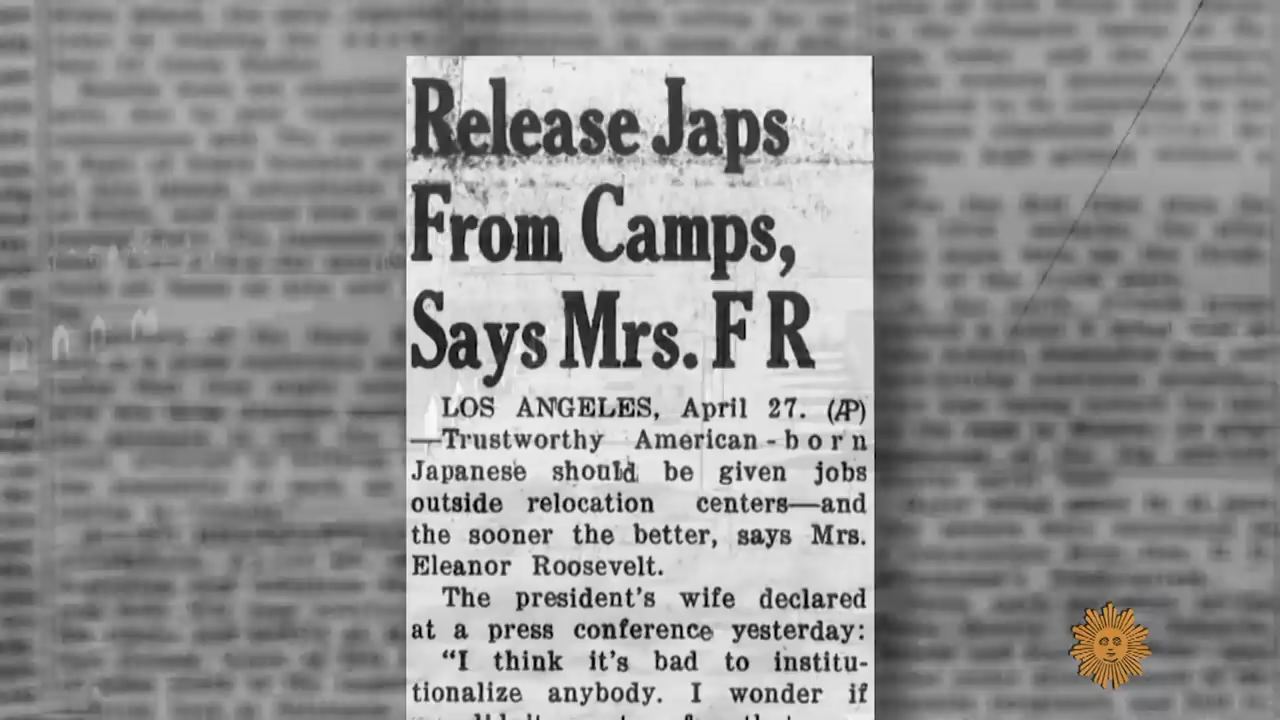 Release Japs
From Camps,
Says Mrs. F R
LOS ANGELES, April 27. (AP)
—Trustworthy American-born
Japanese should be given jobs
outside relocation centers—and
the sooner the better, says Mrs.
Eleanor Roosevelt.
The president's wife declared
at a press conference yesterday:
"I think it's bad to institu-
tionalize anybody. I wonder if